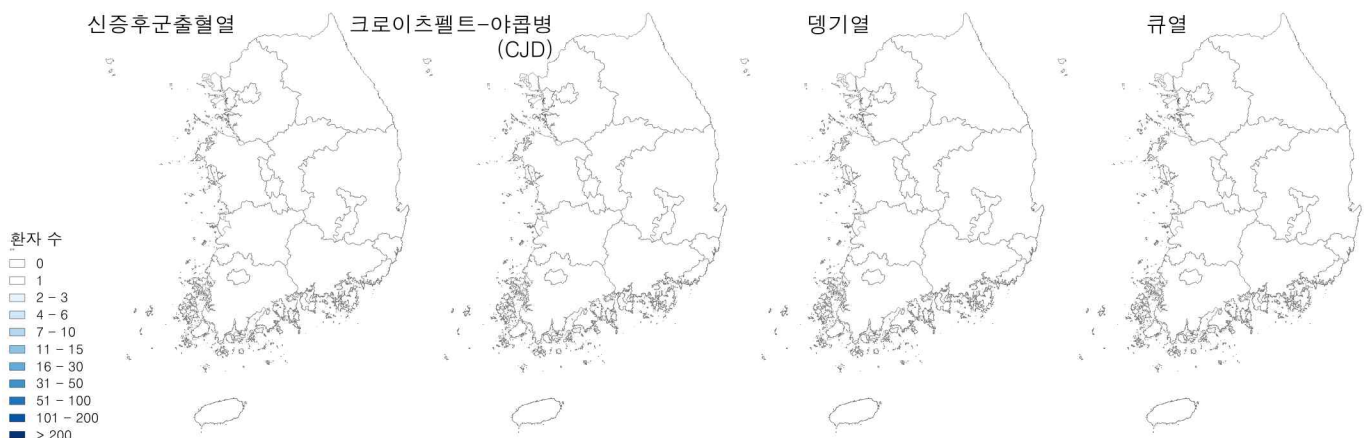 신증후군출혈열
크로이츠펠트-야콥병
(CJD)
뎅기열
큐열
환자 수
0
1
2 - 3
4 - 6
7 - 10
11 - 15
16 - 30
31 - 50
51 - 100
101 - 200
> 200